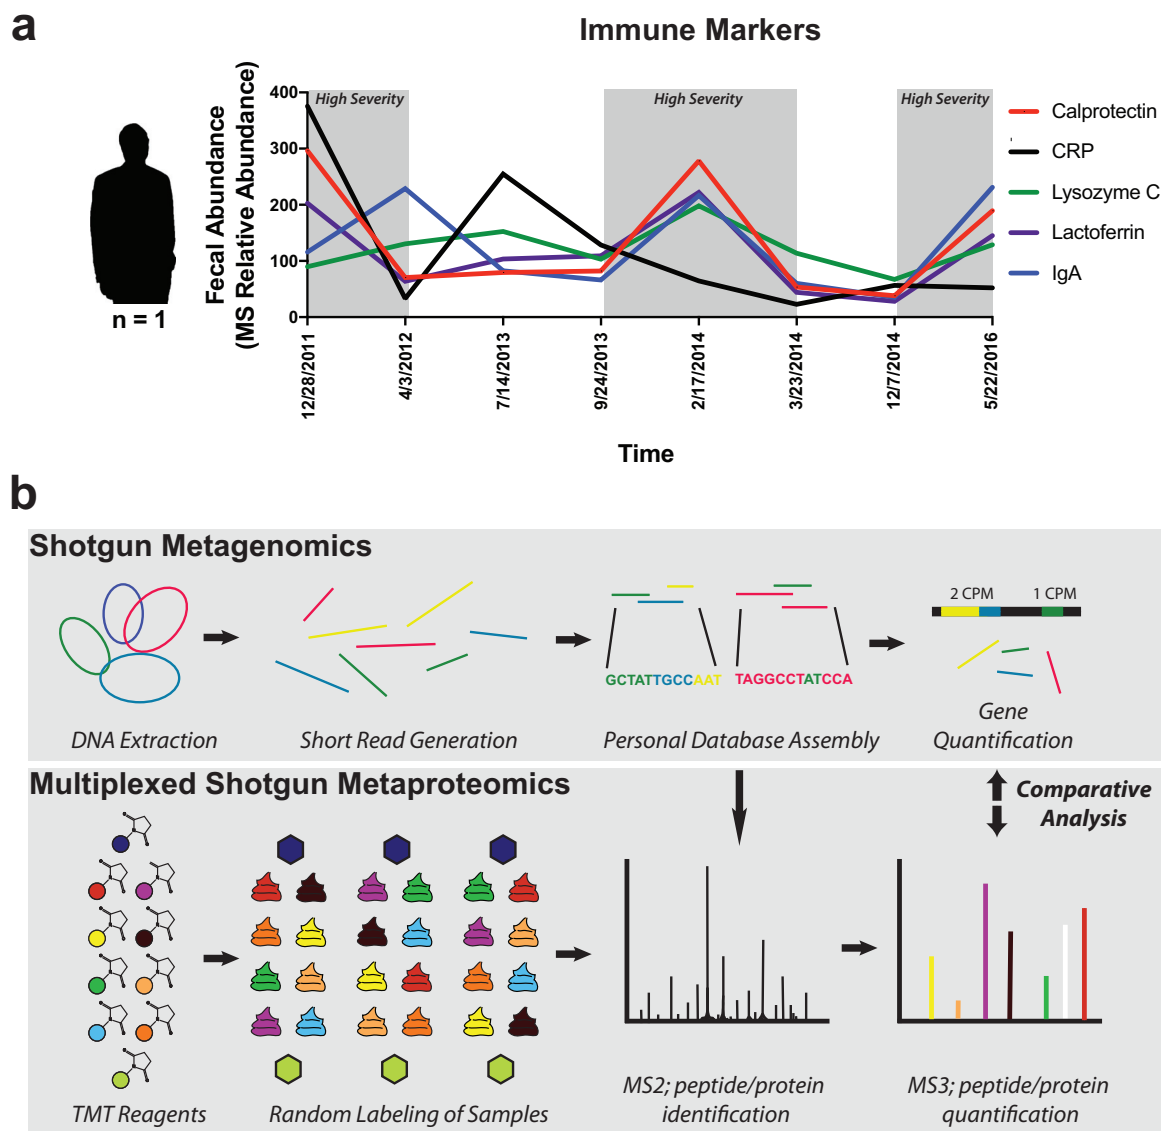 a
Immune Markers
Fecal Abundance
(MS Relative Abundance)
400
300
200
100
0
High Severity
High Severity
High Severity
Calprotectin
CRP
Lysozyme C
Lactoferrin
IgA
n = 1
12/28/2011
4/3/2012
7/14/2013
9/24/2013
2/17/2014
3/23/2014
12/7/2014
5/22/2016
Time
b
Shotgun Metagenomics
2 CPM
1 CPM
GCTATTGCCAAT
TAGGCCTATCCA
DNA Extraction
Short Read Generation
Personal Database Assembly
Gene
Quantification
Multiplexed Shotgun Metaproteomics
Comparative
Analysis
N
N
N
N
N
N
N
N
N
N
TMT Reagents
Random Labeling of Samples
MS2; peptide/protein
identification
MS3; peptide/protein
quantification